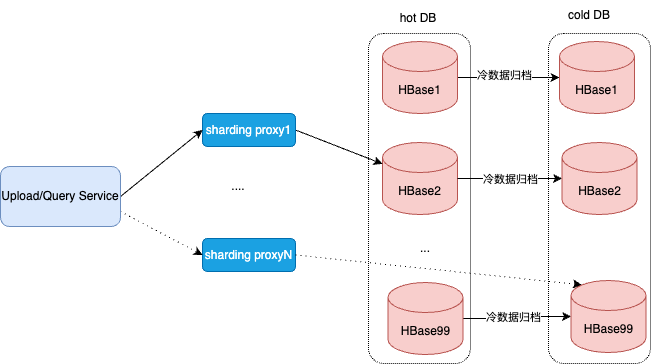 hot DB
cold DB
HBase1
冷数据归档
HBase1
sharding proxy1
Upload/Query Service
....
HBase2
冷数据归档
HBase2
sharding proxyN
...
HBase99
冷数据归档
HBase99